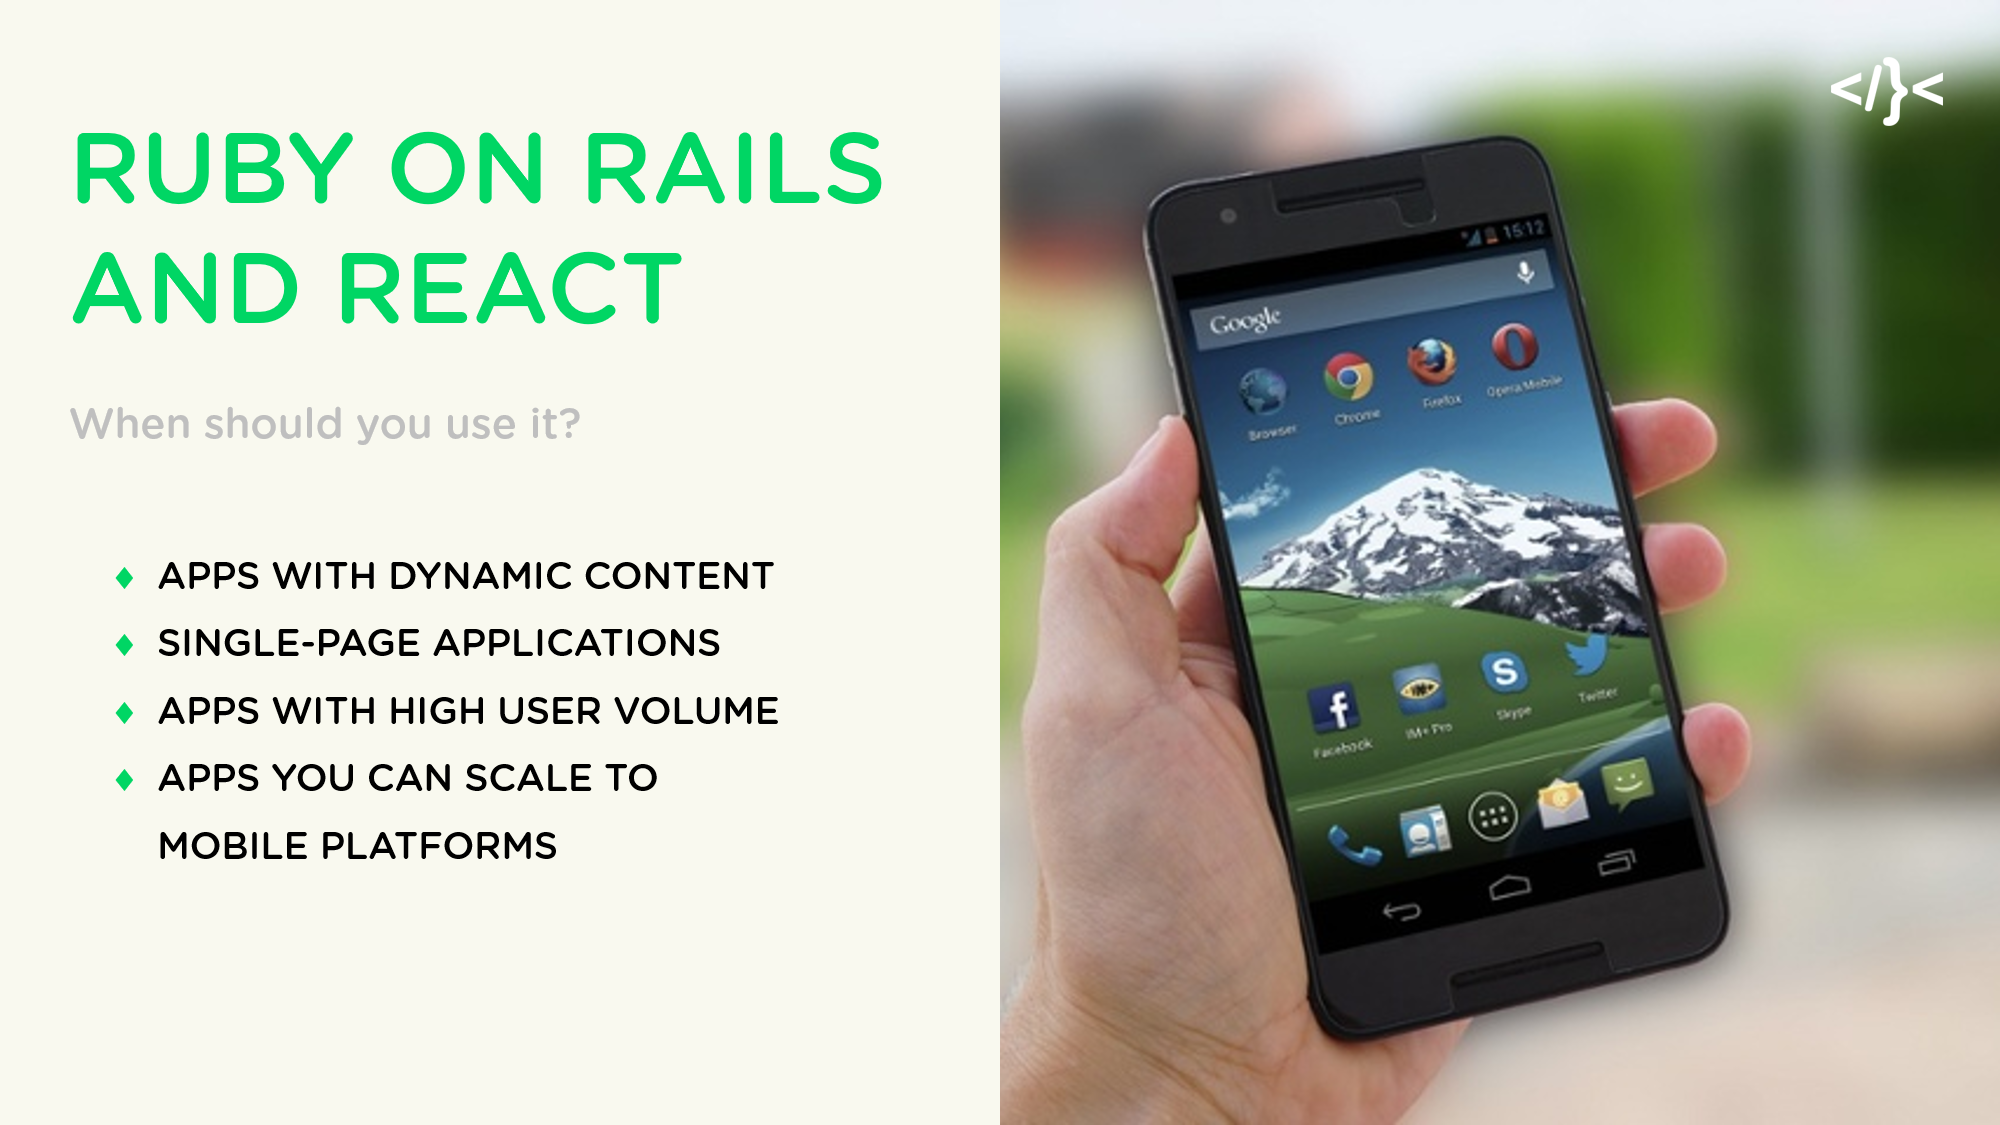 RUBY ON RAILS
AND REACT
When should you use it?
APPS WITH DYNAMIC CONTENT
SINGLE-PAGE APPLICATIONS
APPS WITH HIGH USER VOLUME
APPS YOU CAN SCALE TO
MOBILE PLATFORMS
</}<
15:12
Google
Browser
Chrome
Firefox
Opera Mobile
Facebook
IM+ Pro
Skype
Twitter